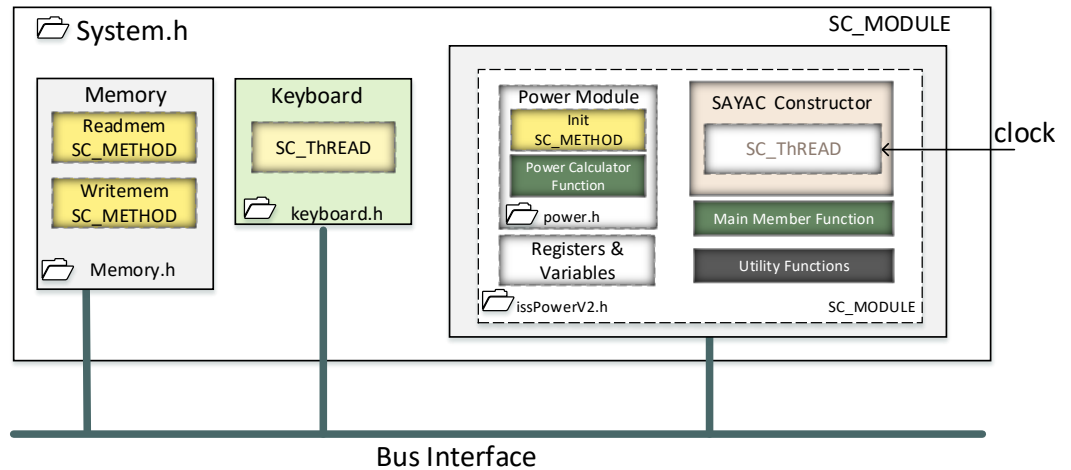 System.h
SC_MODULE
Memory
Readmem
SC_METHOD
Writemem
SC_METHOD
Memory.h
Keyboard
SC_ThREAD
keyboard.h
Power Module
Init
SC_METHOD
Power Calculator
Function
power.h
Registers &
Variables
issPowerV2.h
SAYAC Constructor
SC_ThREAD
clock
Main Member Function
Utility Functions
SC_MODULE
Bus Interface